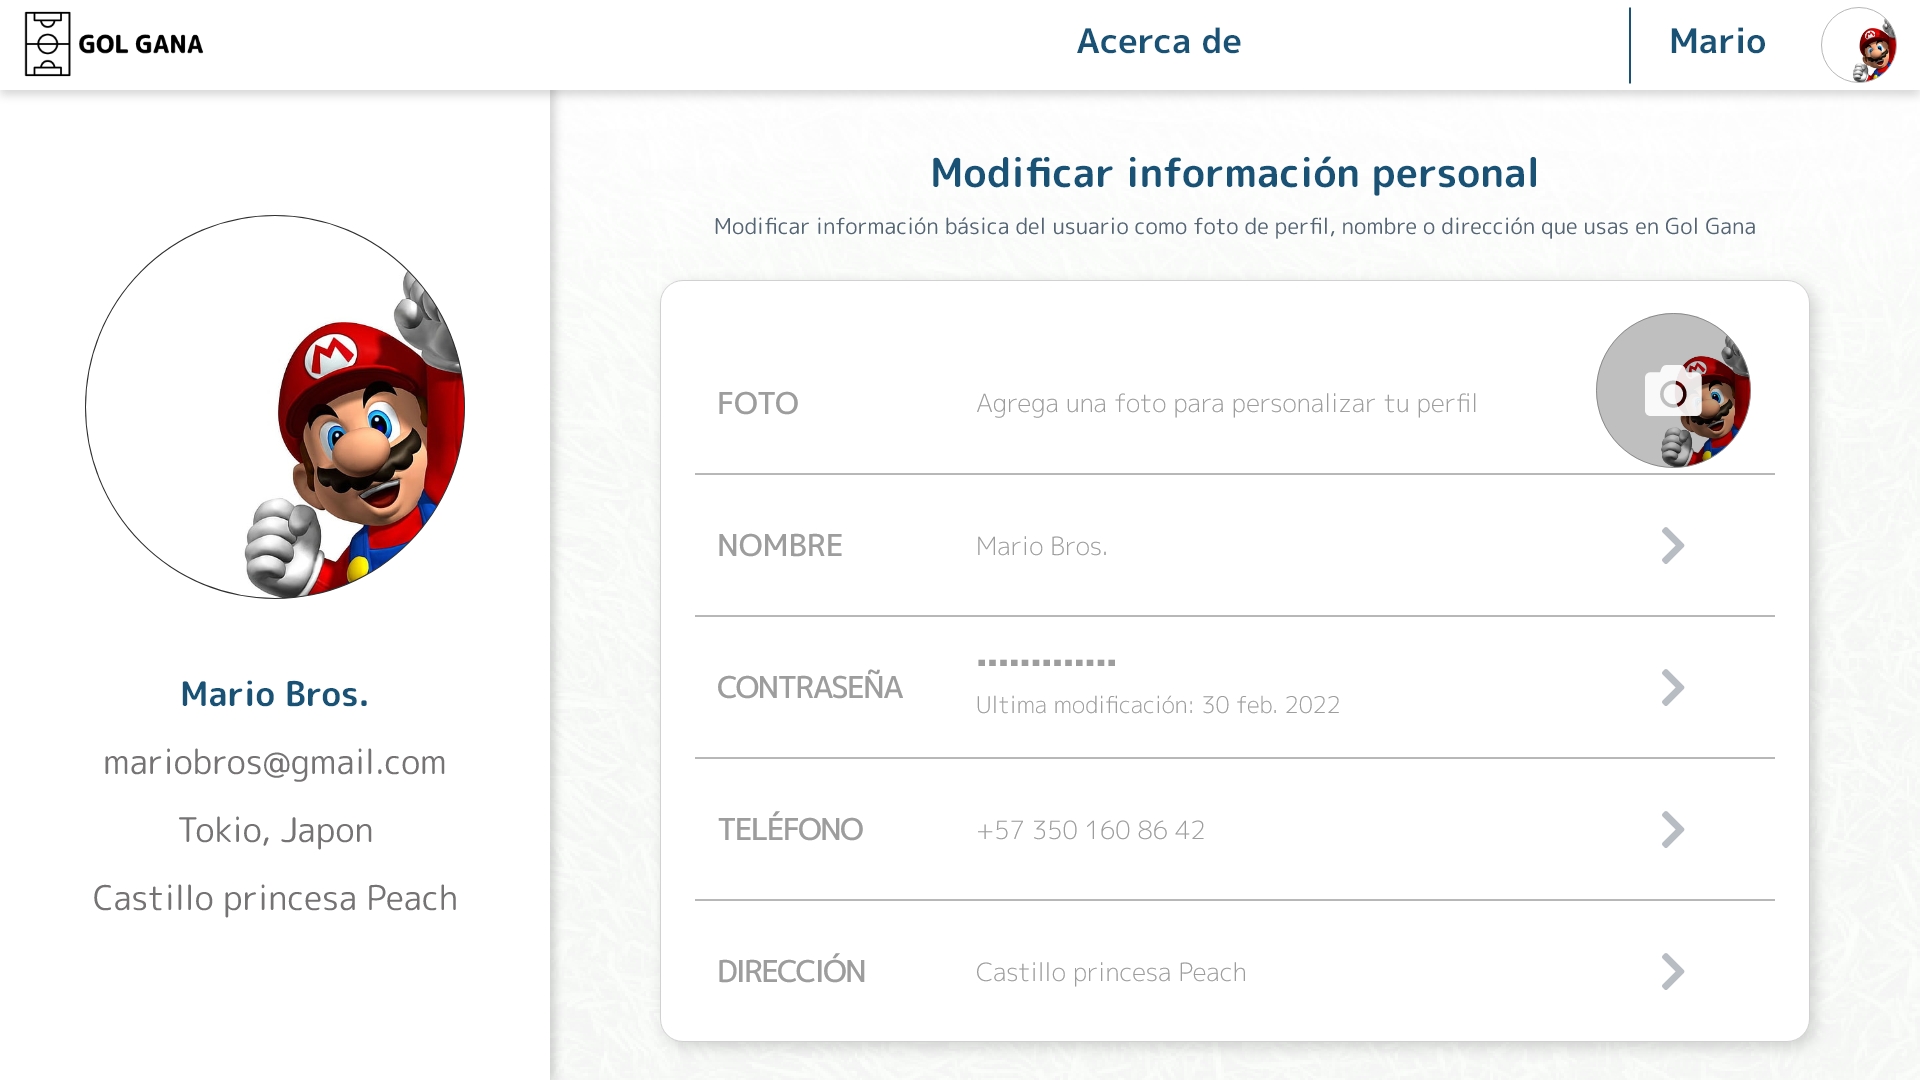 GOL GANA
Acerca de
Mario
Mario Bros.
mariobros@gmail.com
Tokio, Japon
Castillo princesa Peach
Modificar información personal
Modificar información básica del usuario como foto de perfil, nombre o dirección que usas en Gol Gana
FOTO Agrega una foto para personalizar tu perfil
NOMBRE Mario Bros.
CONTRASEÑA
Ultima modificación: 30 feb. 2022
TELÉFONO +57 350 160 86 42
DIRECCIÓN Castillo princesa Peach